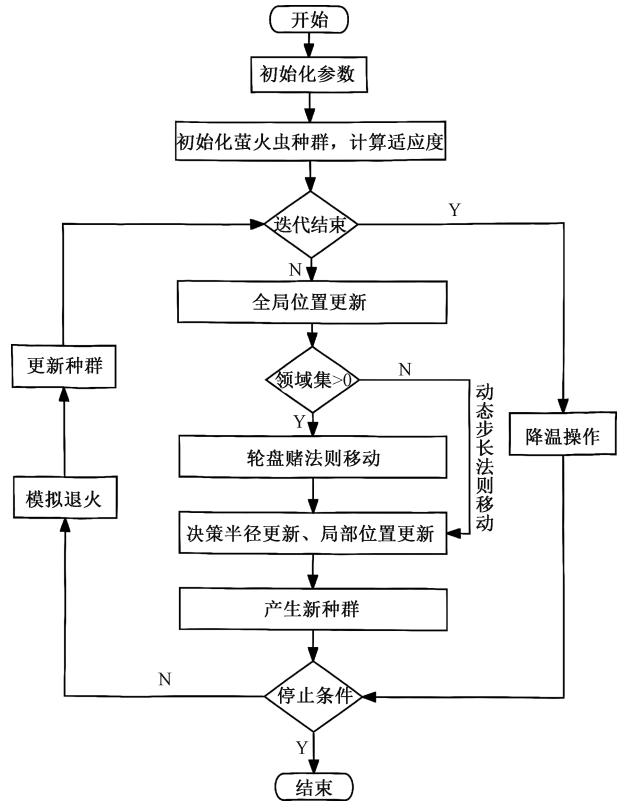 开始
初始化参数
初始化萤火虫种群，计算适应度
迭代结束
Y
N
全局位置更新
更新种群
领域集>0
N
Y
动态步长法则移动
降温操作
轮盘赌法则移动
模拟退火
决策半径更新、局部位置更新
产生新种群
停止条件
N
Y
结束